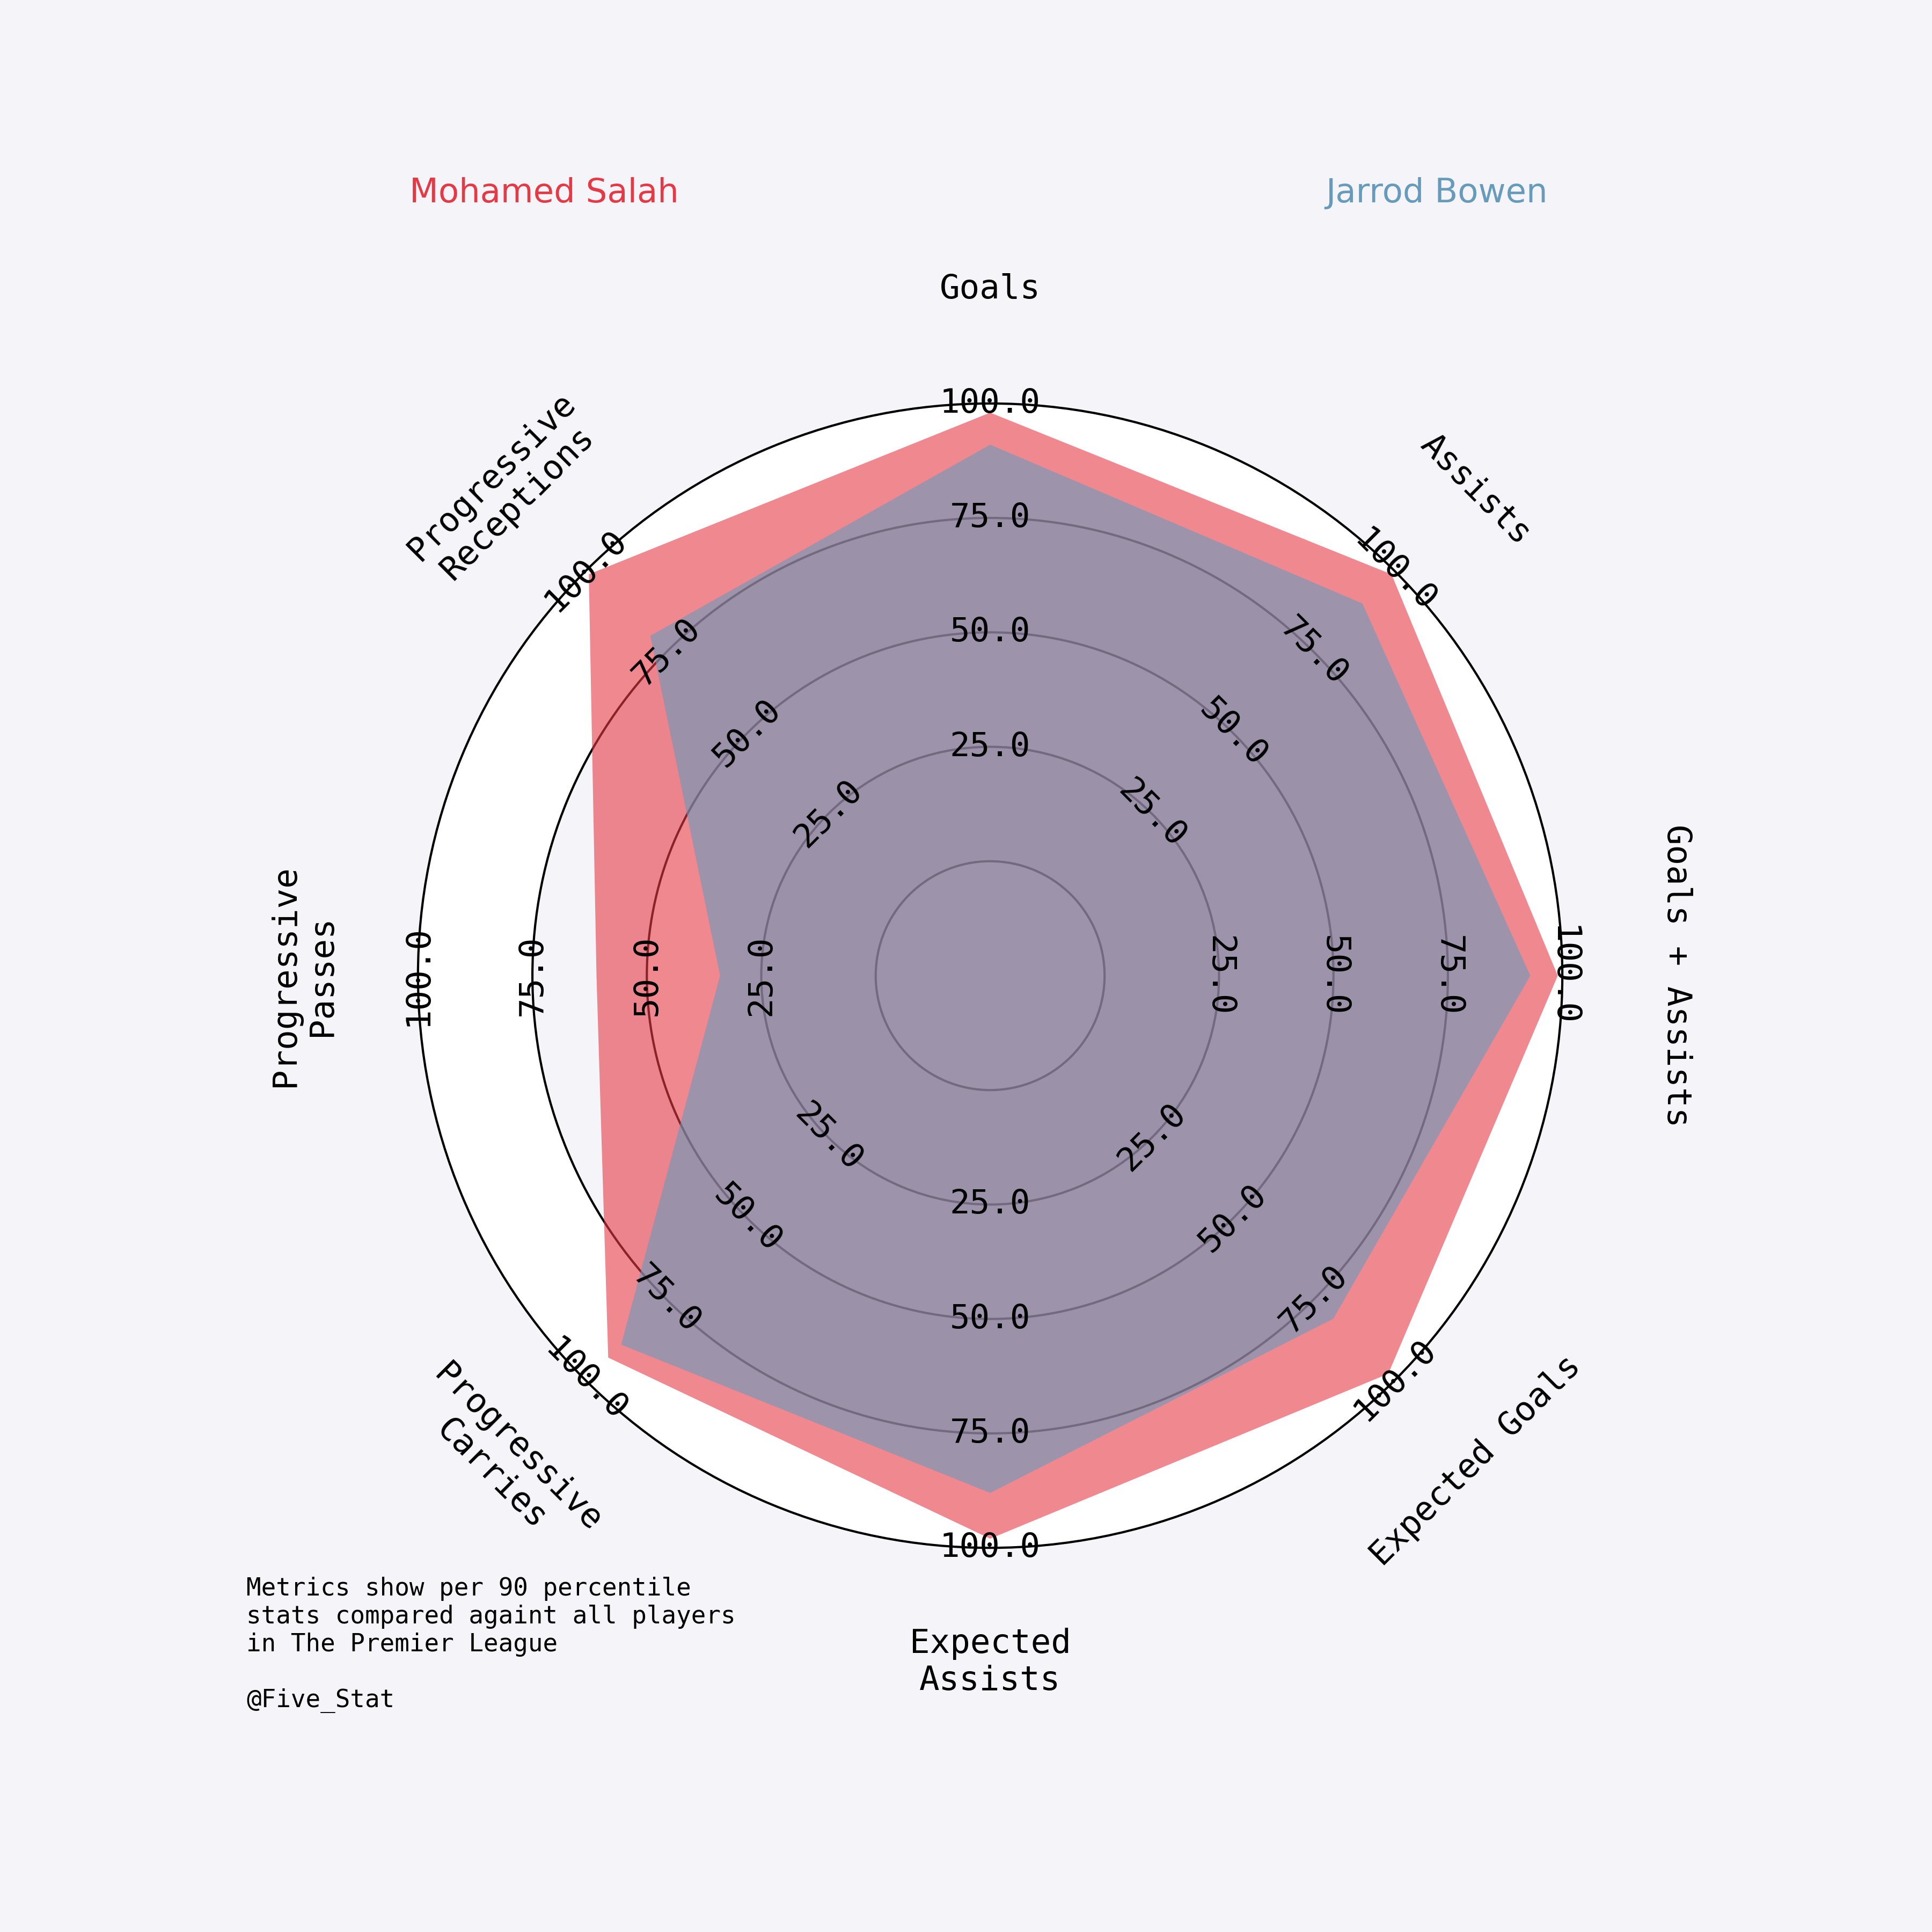 Mohamed Salah
Jarrod Bowen
Goals
Assists
Goals + Assists
Expected Goals
Expected
Assists
Progressive
Carries
Progressive
Passes
Progressive
Receptions
25.0
50.0
75.0
100.0
25.0
50.0
75.0
100.0
25.0
50.0
75.0
100.0
25.0
50.0
75.0
100.0
25.0
50.0
75.0
100.0
25.0
50.0
75.0
100.0
25.0
50.0
75.0
100.0
25.0
50.0
75.0
100.0
Metrics show per 90 percentile
stats compared againt all players
in The Premier League
@Five_Stat